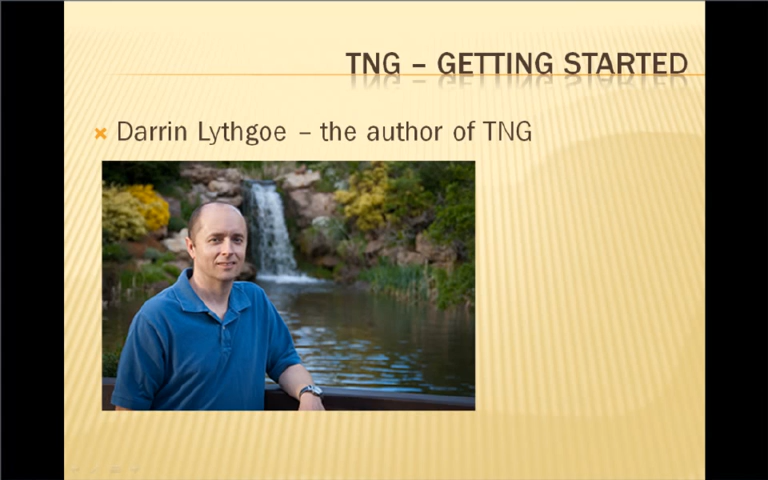 TNG – GETTING STARTED
Darrin Lythgoe – the author of TNG